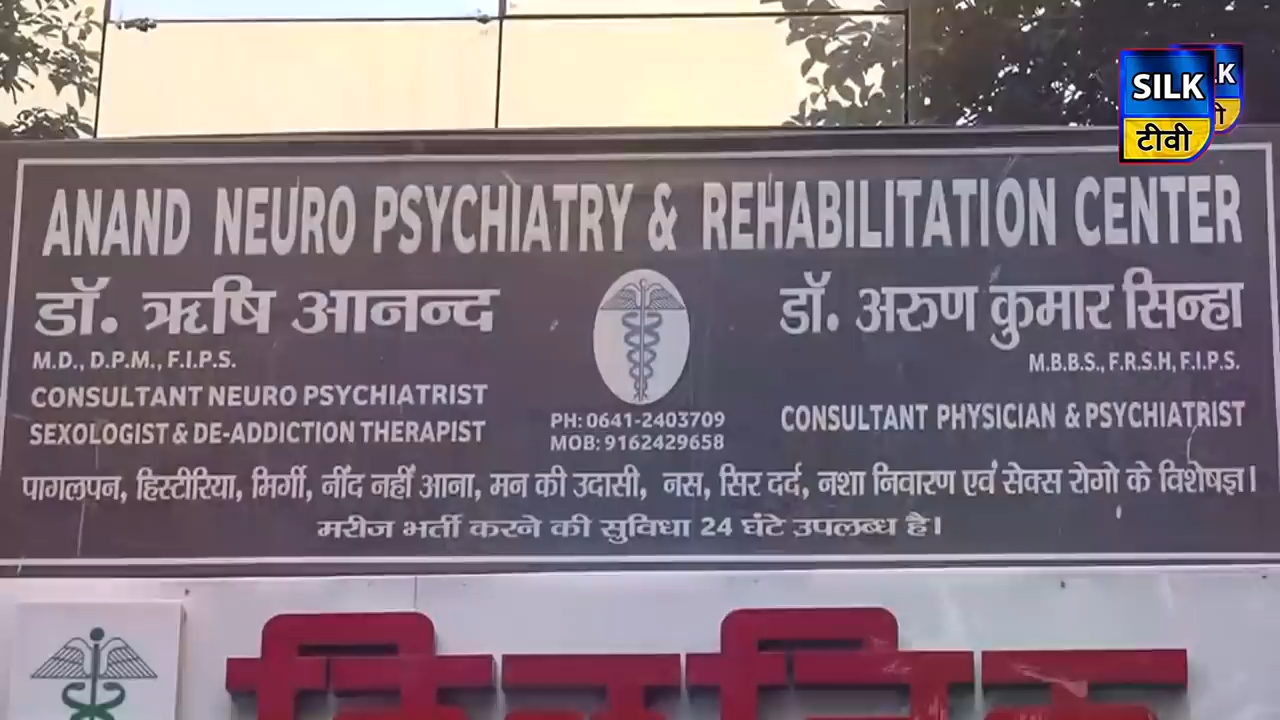 SILK
टीवी
ANAND NEURO PSYCHIATRY & REHABILITATION CENTER
डॉ. ऋषि आनन्द
M.D., D.P.M., F.I.P.S.
CONSULTANT NEURO PSYCHIATRIST
SEXOLOGIST & DE-ADDICTION THERAPIST
PH: 0641-2403709
MOB: 9162429658
डॉ. अरुण कुमार सिन्हा
M.B.B.S., F.R.S.H, F.I.P.S.
CONSULTANT PHYSICIAN & PSYCHIATRIST
पागलपन, हिस्टीरिया, मिर्गी, नींद नहीं आना, मन की उदासी, नस, सिर दर्द, नशा निवारण एवं सेक्स रोगो के विशेषज्ञ।
मरीज भर्ती करने की सुविधा 24 घंटे उपलब्ध है।